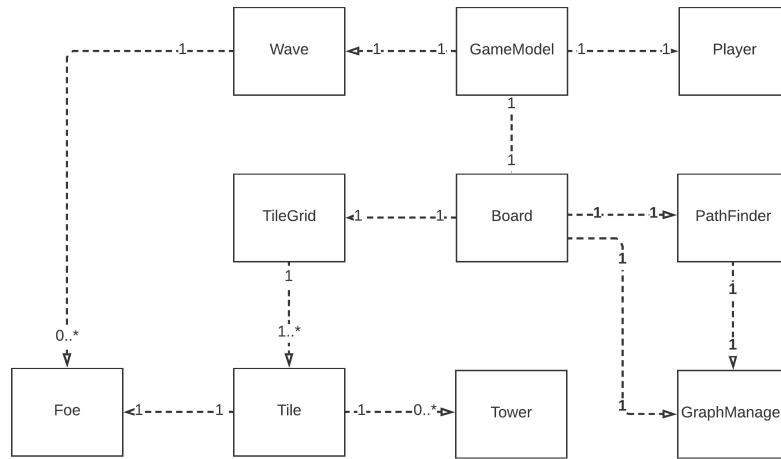 Wave
GameModel
Player
1
1
1
1
1
1
1
TileGrid
Board
PathFinder
1
1
1
1
1
1
1
0..*
1..*
1
1
Foe
Tile
Tower
GraphManage
1
1
1
0..*
1